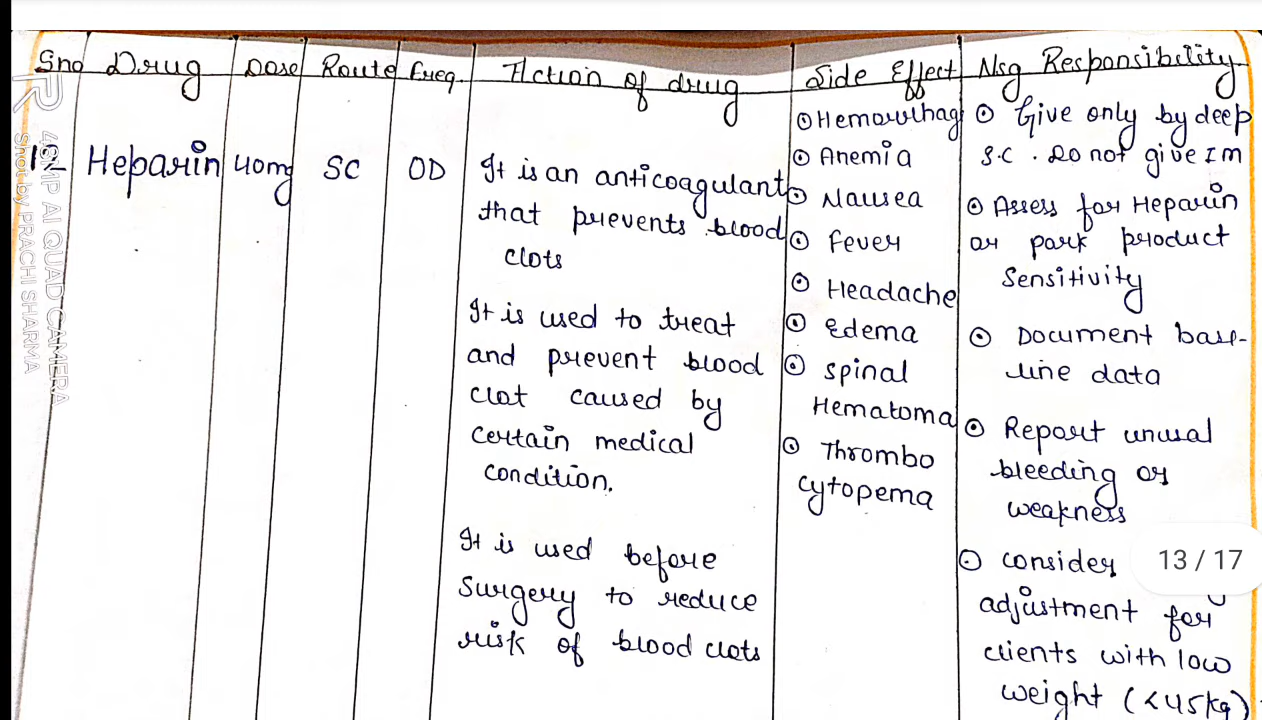 Sno Drug Dose Route Freq. Action of drug Side Effect Nsg Responsibility
Heparin 40mg SC OD
It is an anticoagulant
that prevents blood
clots
It is used to treat
and prevent blood
clot caused by
certain medical
condition.
It is used before
surgery to reduce
risk of blood clots
Hemorrhag
Anemia
Nausea
Fever
Headache
Edema
spinal
Hematoma
Thrombo
cytopema
Give only by deep
S.C. Do not give IM
Assess for Heparin
or park product
Sensitivity
Document base-
line data
Report unusal
bleeding or
weakness
consider
adjustment for
clients with low
weight (<45kg)
13 / 17
48MP AI QUAD CAMERA
Shot by PRACHI SHARMA